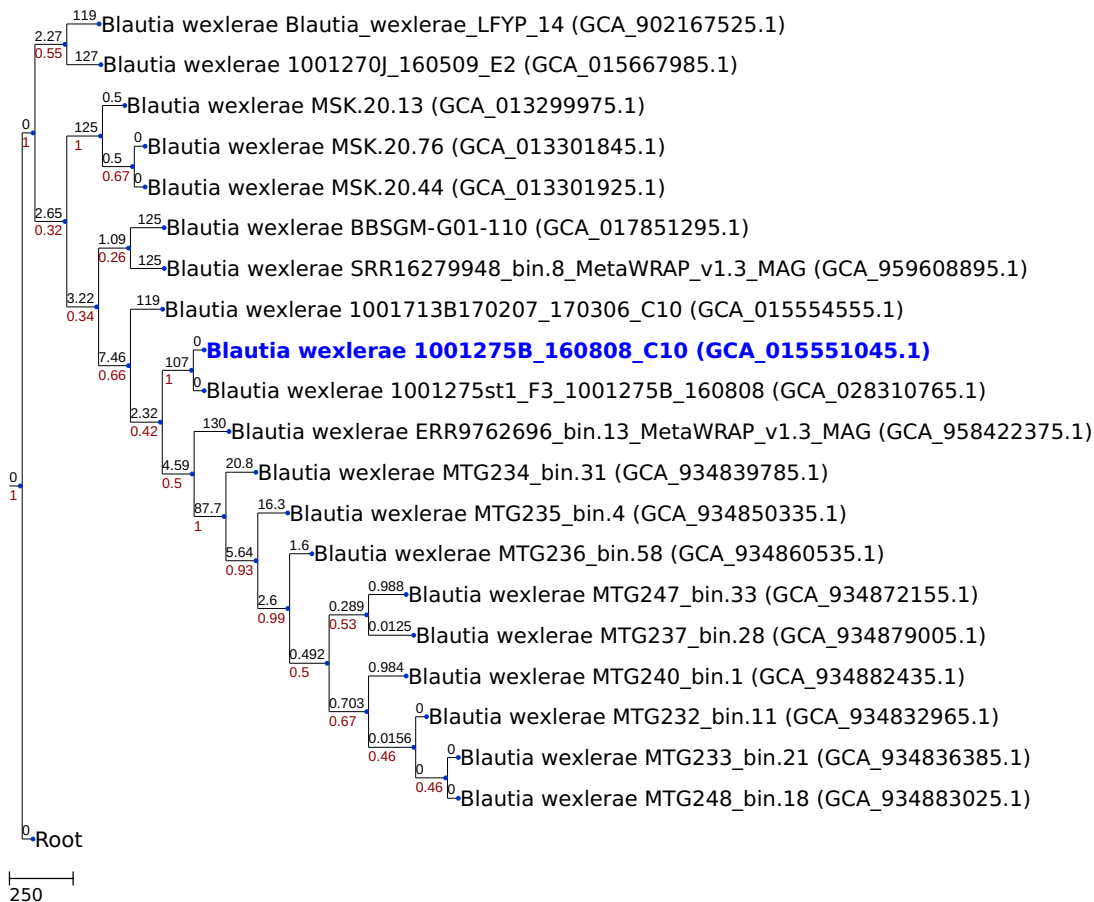 119 Blautia wexlerae Blautia_wexlerae_LFYP_14 (GCA_902167525.1)
2.27
0.55
127 Blautia wexlerae 1001270J_160509_E2 (GCA_015667985.1)
0.5 Blautia wexlerae MSK.20.13 (GCA_013299975.1)
0
1
125
1
0 Blautia wexlerae MSK.20.76 (GCA_013301845.1)
0.5
0.67
0 Blautia wexlerae MSK.20.44 (GCA_013301925.1)
2.65
0.32
125 Blautia wexlerae BBSGM-G01-110 (GCA_017851295.1)
1.09
0.26
125 Blautia wexlerae SRR16279948_bin.8_MetaWRAP_v1.3_MAG (GCA_959608895.1)
3.22
0.34
119 Blautia wexlerae 1001713B170207_170306_C10 (GCA_015554555.1)
0 Blautia wexlerae 1001275B_160808_C10 (GCA_015551045.1)
7.46
0.66
107
1
0 Blautia wexlerae 1001275st1_F3_1001275B_160808 (GCA_028310765.1)
2.32
0.42
130 Blautia wexlerae ERR9762696_bin.13_MetaWRAP_v1.3_MAG (GCA_958422375.1)
4.59
0.5
20.8 Blautia wexlerae MTG234_bin.31 (GCA_934839785.1)
0
1
87.7
1
16.3 Blautia wexlerae MTG235_bin.4 (GCA_934850335.1)
5.64
0.93
1.6 Blautia wexlerae MTG236_bin.58 (GCA_934860535.1)
0.988 Blautia wexlerae MTG247_bin.33 (GCA_934872155.1)
2.6
0.99
0.289
0.53
0.0125 Blautia wexlerae MTG237_bin.28 (GCA_934879005.1)
0.492
0.5
0.984 Blautia wexlerae MTG240_bin.1 (GCA_934882435.1)
0.703
0.67
0 Blautia wexlerae MTG232_bin.11 (GCA_934832965.1)
0.0156
0.46
0 Blautia wexlerae MTG233_bin.21 (GCA_934836385.1)
0
0.46
0 Blautia wexlerae MTG248_bin.18 (GCA_934883025.1)
0 Root
250